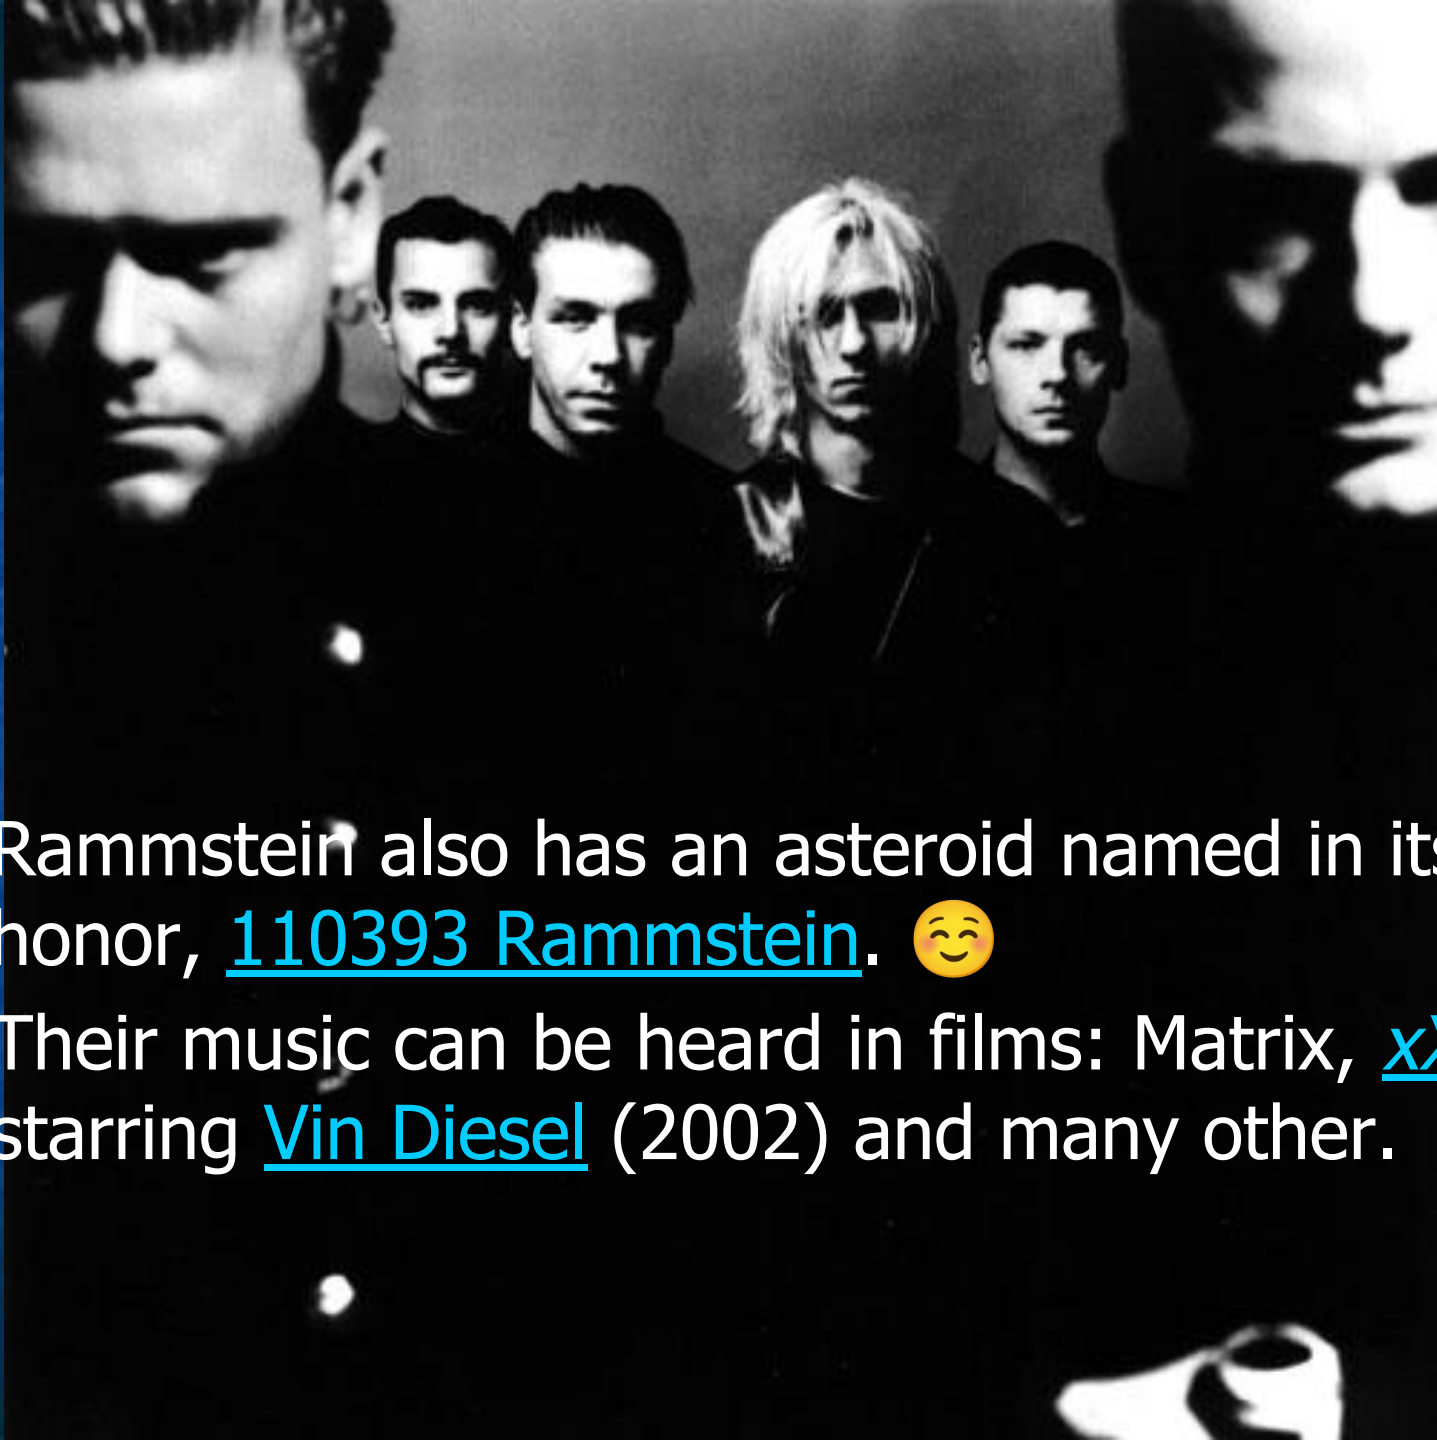 Rammstein also has an asteroid named in its
honor, 110393 Rammstein. ☺️
Their music can be heard in films: Matrix,
starring Vin Diesel (2002) and many other.